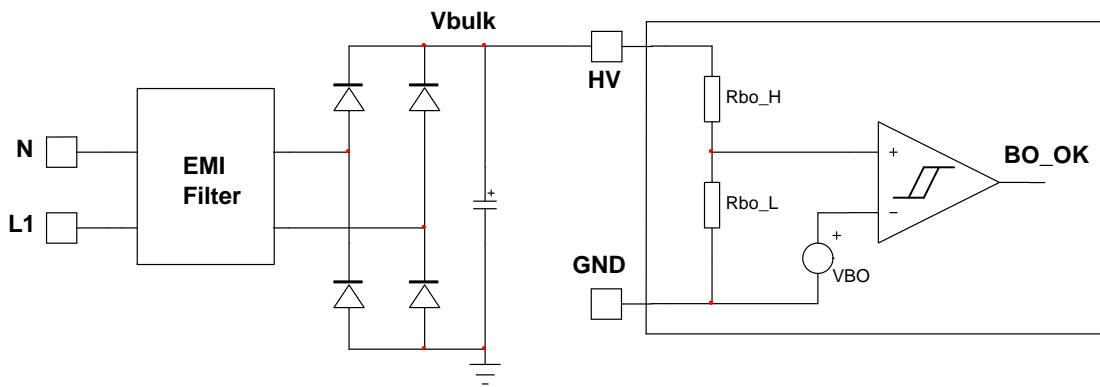 Vbulk
HV
Rbo_H
N
EMI
Filter
+
BO_OK
+
Rbo_L
L1
−
+
GND
VBO